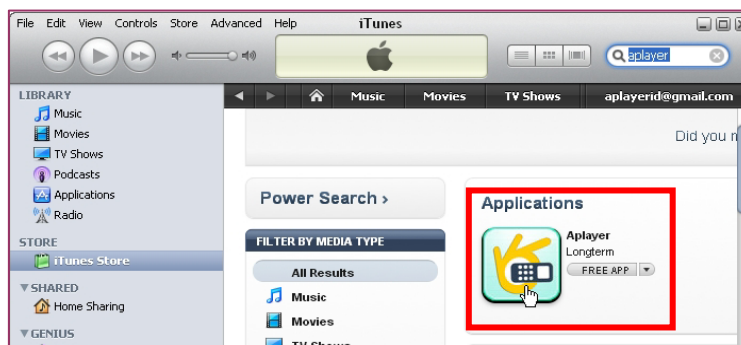 File Edit View Controls Store Advanced Help iTunes
aplayer
LIBRARY
Music
Movies
TV Shows
Podcasts
Applications
Radio
STORE
iTunes Store
SHARED
Home Sharing
GENIUS
Music Movies TV Shows aplayerid@gmail.com
Did you
Power Search ›
FILTER BY MEDIA TYPE
All Results
Music
Movies
Applications
Aplayer
Longterm
FREE APP